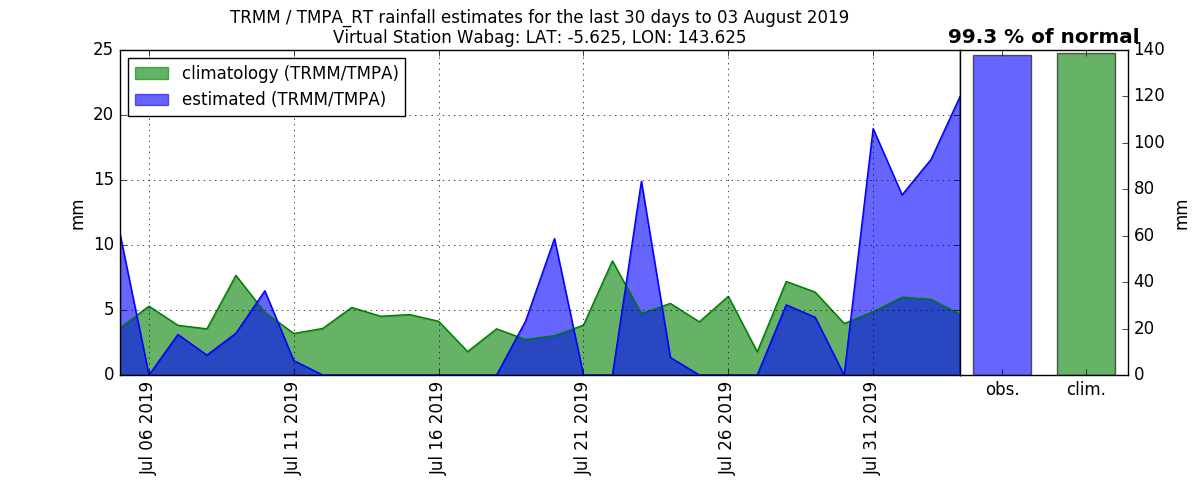 TRMM / TMPA_RT rainfall estimates for the last 30 days to 03 August 2019
Virtual Station Wabag: LAT: -5.625, LON: 143.625
99.3 % of normal
climatology (TRMM/TMPA)
estimated (TRMM/TMPA)
25
20
15
10
5
0
mm
140
120
100
80
60
40
20
0
mm
Jul 06 2019
Jul 11 2019
Jul 16 2019
Jul 21 2019
Jul 26 2019
Jul 31 2019
obs.
clim.